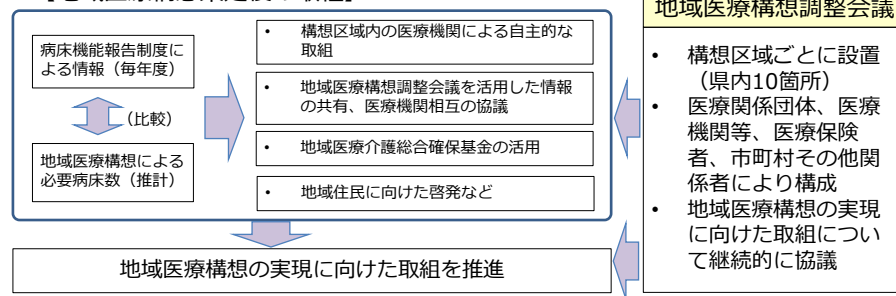 病床機能報告制度に
よる情報（毎年度）
（比較）
地域医療構想による
必要病床数（推計）
• 構想区域内の医療機関による自主的な
取組
• 地域医療構想調整会議を活用した情報
の共有、医療機関相互の協議
• 地域医療介護総合確保基金の活用
• 地域住民に向けた啓発など
地域医療構想の実現に向けた取組を推進
地域医療構想調整会議
• 構想区域ごとに設置
（県内10箇所）
• 医療関係団体、医療
機関等、医療保険
者、市町村その他関
係者により構成
• 地域医療構想の実現
に向けた取組につい
て継続的に協議